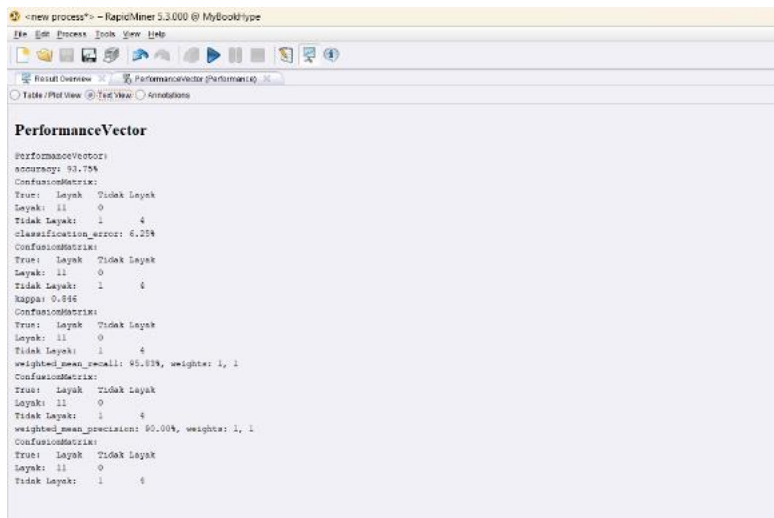 <new process*> – RapidMiner 5.3.000 @ MyBookHype
File Edit Process Tools View Help
Result Overview PerformanceVector (Performance)
Table / Plot View Text View Annotations
PerformanceVector
PerformanceVector:
accuracy: 93.75%
ConfusionMatrix:
True: Layak Tidak Layak
Layak: 11 0
Tidak Layak: 1 4
classification_error: 6.25%
ConfusionMatrix:
True: Layak Tidak Layak
Layak: 11 0
Tidak Layak: 1 4
kappa: 0.846
ConfusionMatrix:
True: Layak Tidak Layak
Layak: 11 0
Tidak Layak: 1 4
weighted_mean_recall: 95.83%, weights: 1, 1
ConfusionMatrix:
True: Layak Tidak Layak
Layak: 11 0
Tidak Layak: 1 4
weighted_mean_precision: 90.00%, weights: 1, 1
ConfusionMatrix:
True: Layak Tidak Layak
Layak: 11 0
Tidak Layak: 1 4